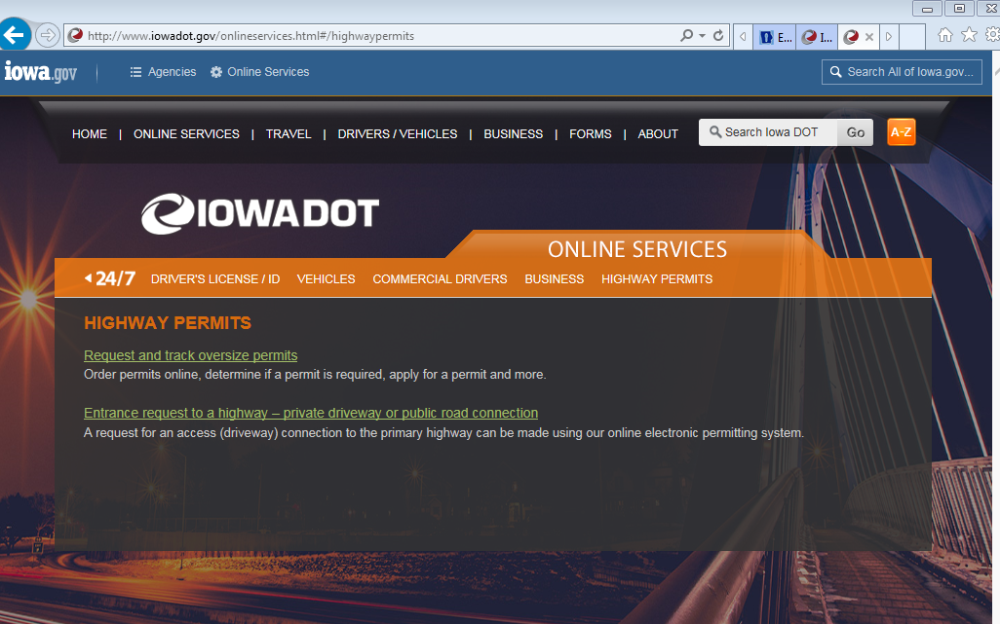 http://www.iowadot.gov/onlineservices.html#/highwaypermits
E...
I...
iowa.gov
Agencies
Online Services
Search All of Iowa.gov...
HOME | ONLINE SERVICES | TRAVEL | DRIVERS / VEHICLES | BUSINESS | FORMS | ABOUT
Search Iowa DOT
Go
A-Z
IOWADOT
ONLINE SERVICES
24/7 DRIVER'S LICENSE / ID VEHICLES COMMERCIAL DRIVERS BUSINESS HIGHWAY PERMITS
HIGHWAY PERMITS
Request and track oversize permits
Order permits online, determine if a permit is required, apply for a permit and more.
Entrance request to a highway – private driveway or public road connection
A request for an access (driveway) connection to the primary highway can be made using our online electronic permitting system.